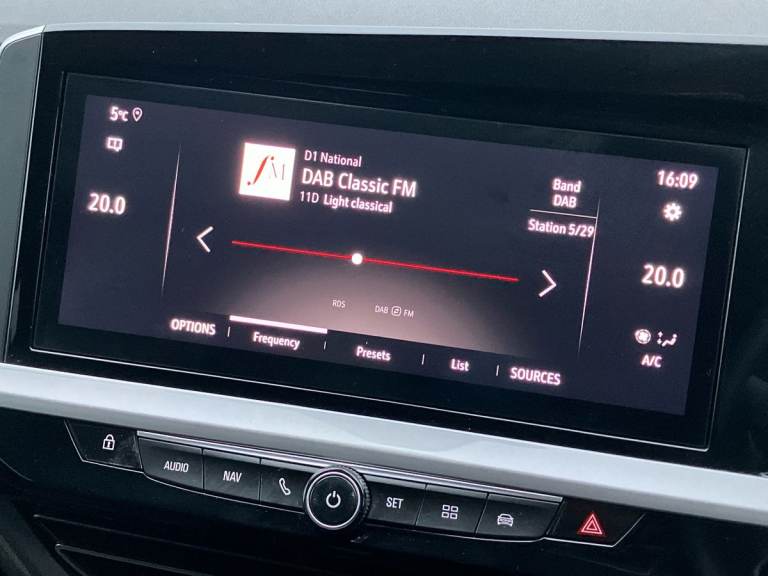 5°C
20.0
fM
D1 National
DAB Classic FM
11D Light classical
Band
DAB
Station 5/29
16:09
20.0
A/C
RDS
DAB FM
OPTIONS
Frequency
Presets
List
SOURCES
AUDIO
NAV
SET